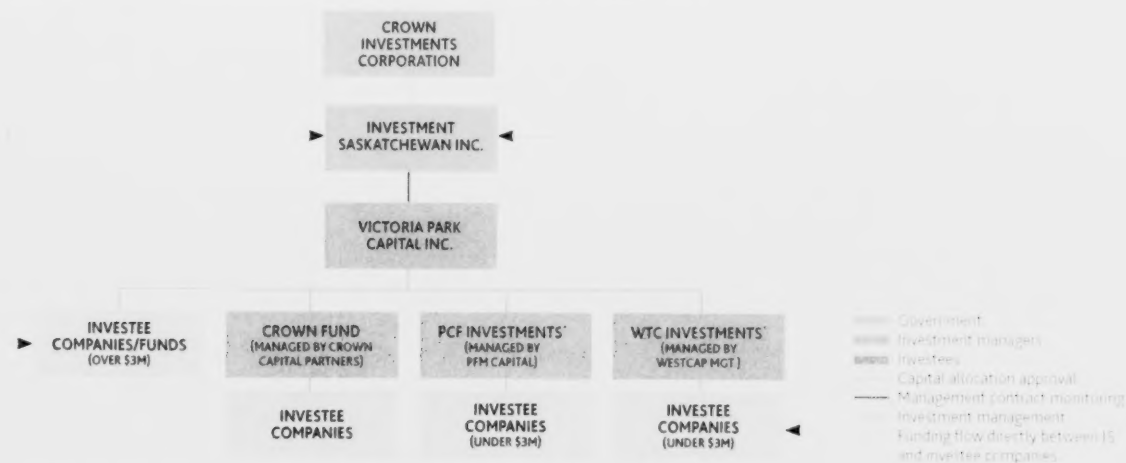 CROWN
INVESTMENTS
CORPORATION
INVESTMENT
SASKATCHEWAN INC.
VICTORIA PARK
CAPITAL INC.
INVESTEE
COMPANIES/FUNDS
(OVER $3M)
CROWN FUND
(MANAGED BY CROWN
CAPITAL PARTNERS)
PCF INVESTMENTS*
(MANAGED BY
PFM CAPITAL)
WTC INVESTMENTS*
(MANAGED BY
WESTCAP MGT)
INVESTEE
COMPANIES
INVESTEE
COMPANIES
(UNDER $3M)
INVESTEE
COMPANIES
(UNDER $3M)
Government
Investment managers
Investees
Capital allocation approval
Management contract monitoring
Investment management
Funding flow directly between IS
and investee companies